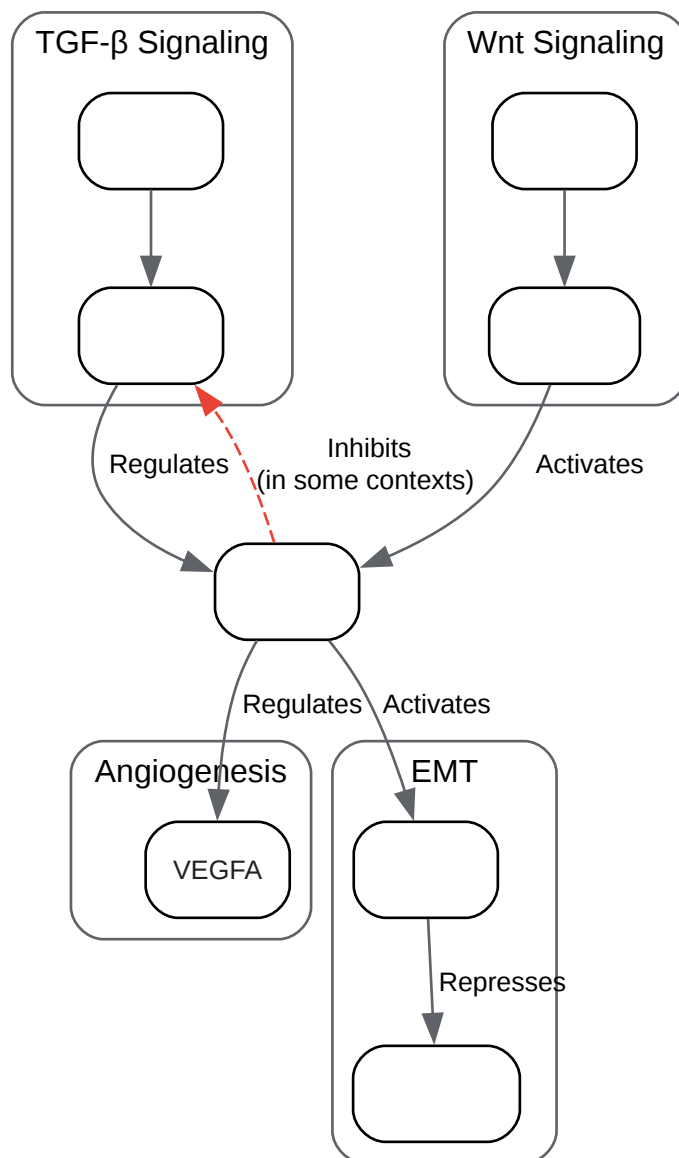 TGF-β Signaling
Wnt Signaling
Regulates
Inhibits
(in some contexts)
Activates
Regulates
Activates
Angiogenesis
EMT
VEGFA
Represses